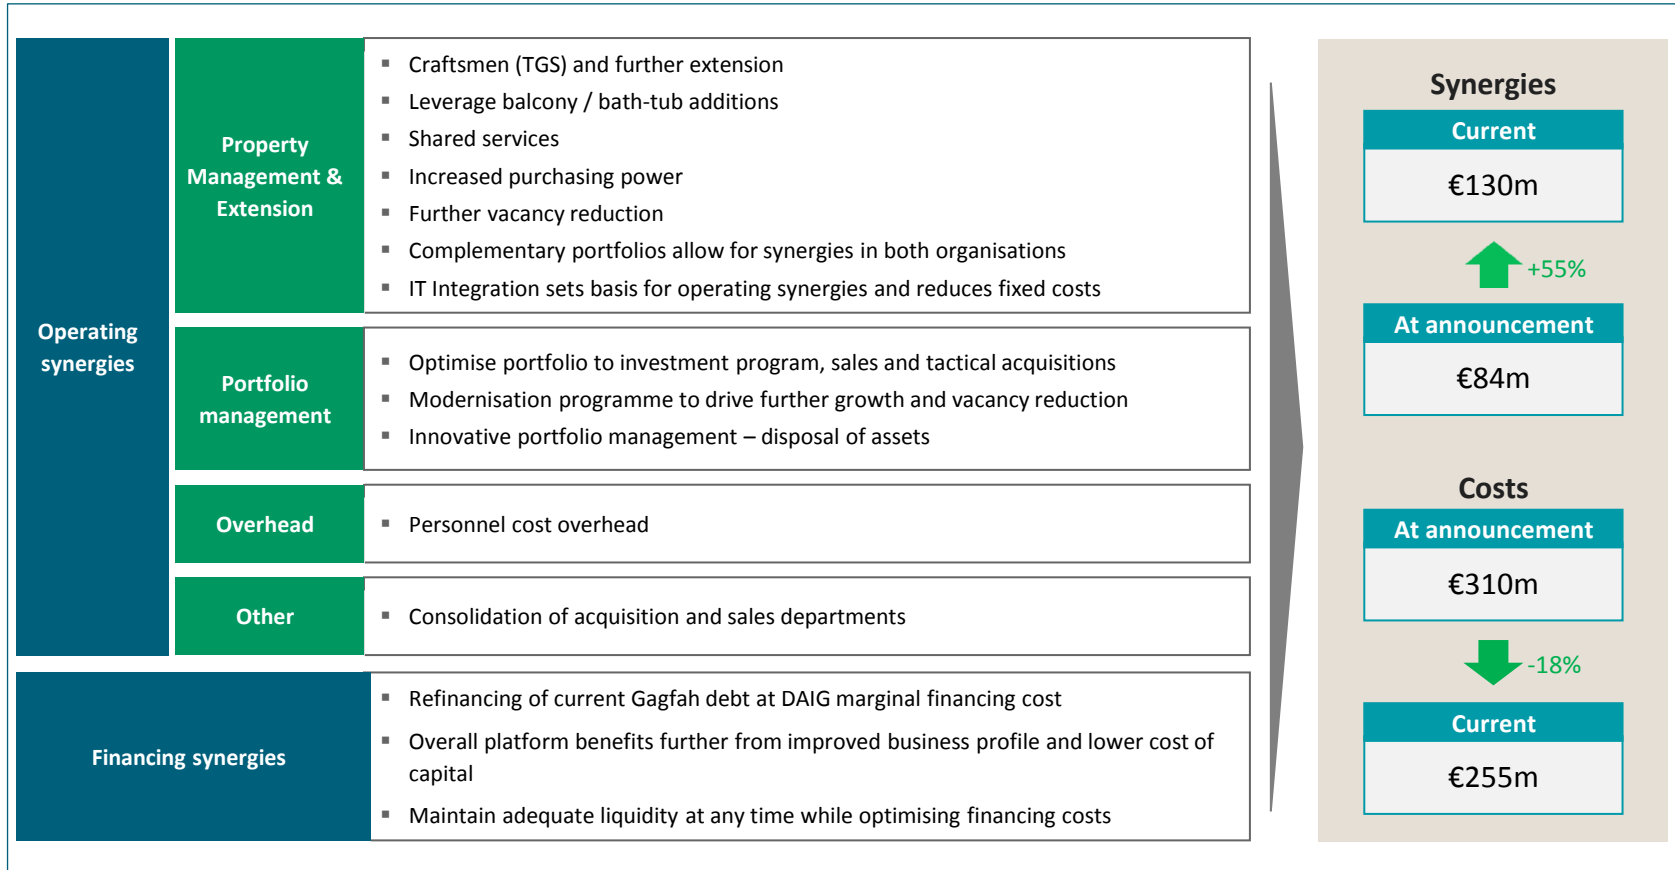 Operating
synergies
Property
Management &
Extension
▪ Craftsmen (TGS) and further extension
▪ Leverage balcony / bath-tub additions
▪ Shared services
▪ Increased purchasing power
▪ Further vacancy reduction
▪ Complementary portfolios allow for synergies in both organisations
▪ IT Integration sets basis for operating synergies and reduces fixed costs
Portfolio
management
▪ Optimise portfolio to investment program, sales and tactical acquisitions
▪ Modernisation programme to drive further growth and vacancy reduction
▪ Innovative portfolio management – disposal of assets
Overhead
▪ Personnel cost overhead
Other
▪ Consolidation of acquisition and sales departments
Financing synergies
▪ Refinancing of current Gagfah debt at DAIG marginal financing cost
▪ Overall platform benefits further from improved business profile and lower cost of
capital
▪ Maintain adequate liquidity at any time while optimising financing costs
Synergies
Current
€130m
+55%
At announcement
€84m
Costs
At announcement
€310m
-18%
Current
€255m